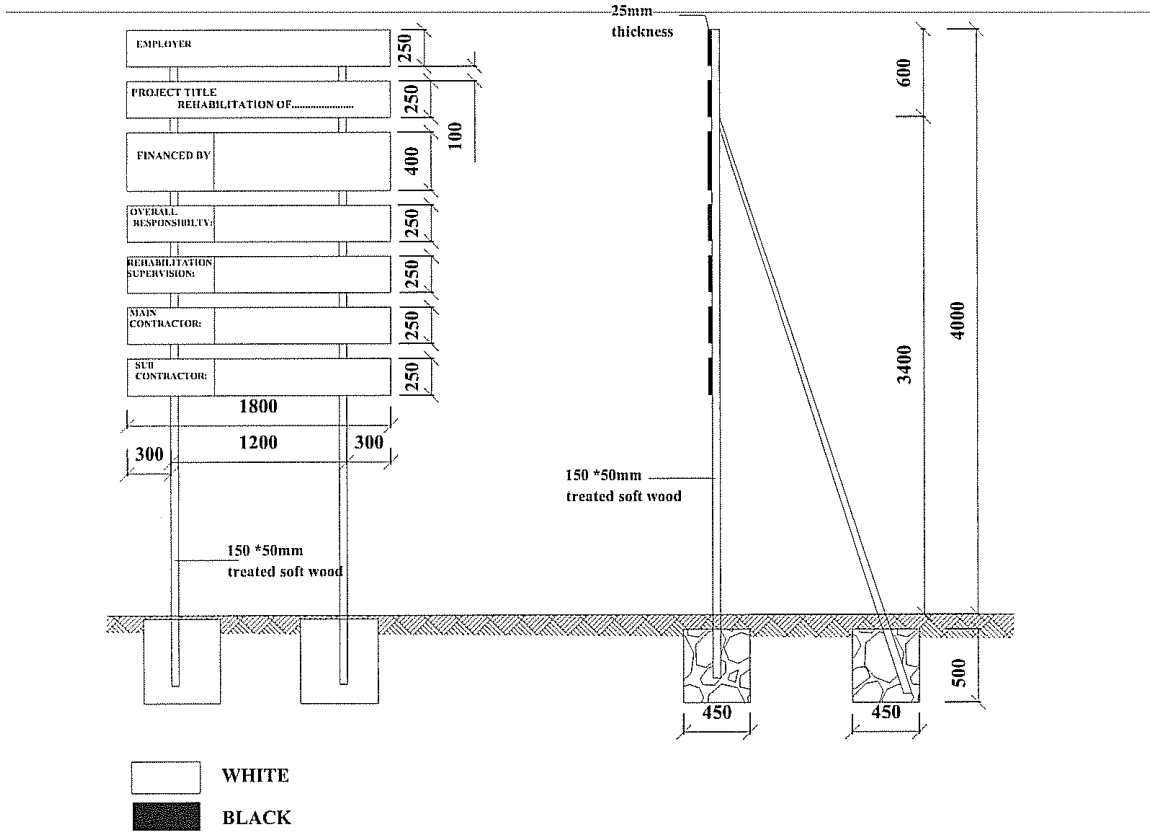 EMPLOYER
250
PROJECT TITLE
REHABILITATION OF.......................
250
100
FINANCED BY
400
OVERALL
RESPONSIBILTY:
250
REHABILITATION
SUPERVISION:
250
MAIN
CONTRACTOR:
250
SUB
CONTRACTOR:
250
1800
300
1200
300
150 *50mm
treated soft wood
25mm
thickness
600
3400
4000
150 *50mm
treated soft wood
450
450
500
WHITE
BLACK